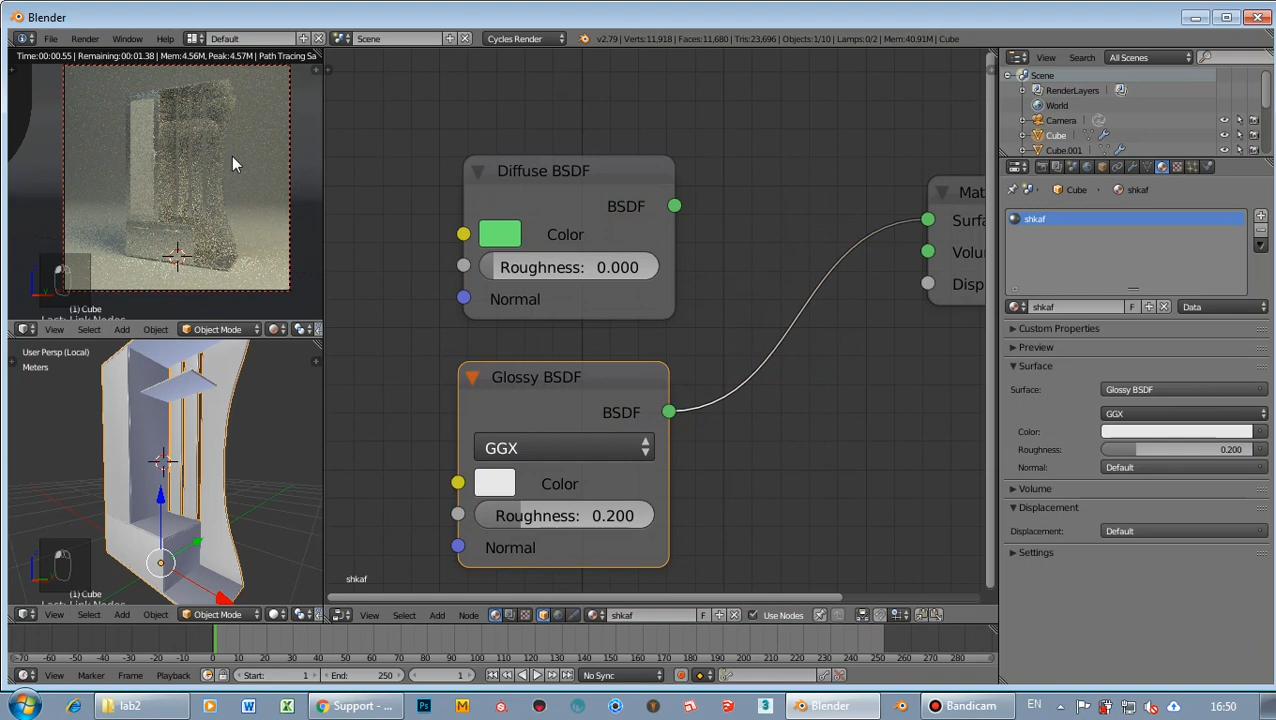 Blender
File Render Window Help Default Scene Cycles Render v2.79 | Verts:11,918 | Faces:11,680 | Tris:23,696 | Objects:1/10 | Lamps:0/2 | Mem:40.91M | Cube
Time:00:00.55 | Remaining:00:01.38 | Mem:4.56M, Peak:4.57M | Path Tracing Sa
(1) Cube
View Select Add Object Object Mode
User Persp (Local)
Meters
(1) Cube
View Select Add Object Object Mode
Diffuse BSDF
BSDF
Color
Roughness: 0.000
Normal
Glossy BSDF
BSDF
GGX
Color
Roughness: 0.200
Normal
Mat
Surfa
Volum
Disp
shkaf
View Select Add Node shkaf F Use Nodes
View Search All Scenes
Scene
RenderLayers
World
Camera
Cube
Cube.001
Cube shkaf
shkaf
shkaf F Data
Custom Properties
Preview
Surface
Surface: Glossy BSDF
GGX
Color:
Roughness: 0.200
Normal: Default
Volume
Displacement
Displacement: Default
Settings
-70 -60 -50 -40 -30 -20 -10 0 10 20 30 40 50 60 70 80 90 100 110 120 130 140 150 160 170 180 190 200 210 220 230 240 250 260 270 280
View Marker Frame Playback Start: 1 End: 250 1 No Sync
lab2 Support - ... Blender Bandicam EN 16:50